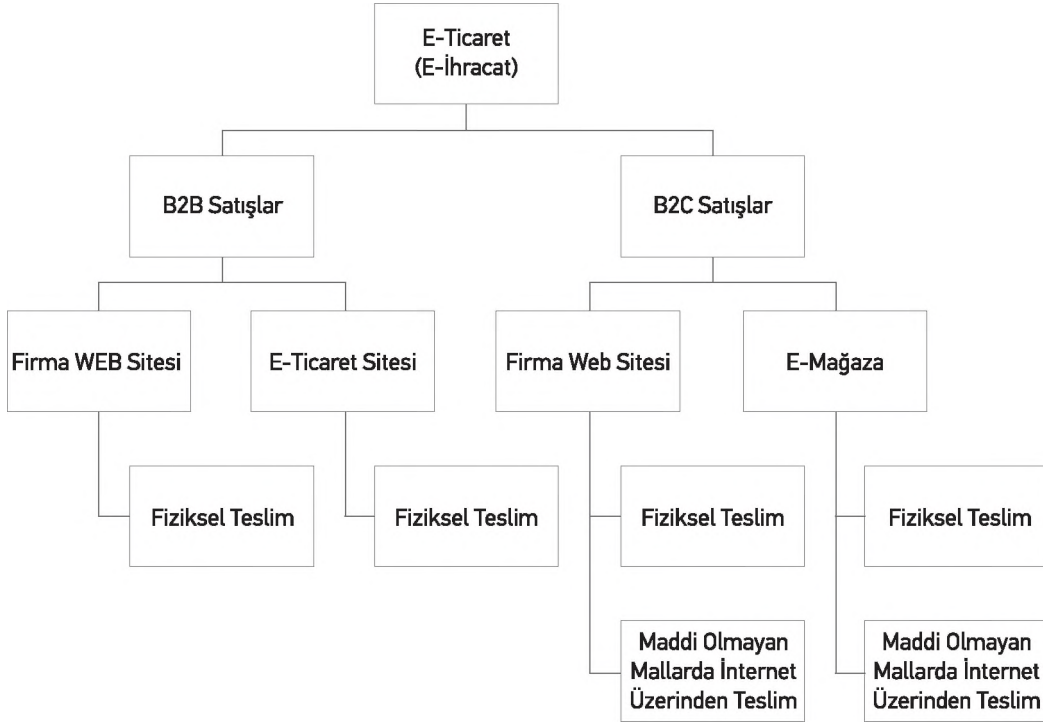 E-Ticaret
(E-İhracat)
B2B Satışlar
B2C Satışlar
Firma WEB Sitesi
E-Ticaret Sitesi
Firma Web Sitesi
E-Mağaza
Fiziksel Teslim
Fiziksel Teslim
Fiziksel Teslim
Fiziksel Teslim
Maddi Olmayan
Mallarda İnternet
Üzerinden Teslim
Maddi Olmayan
Mallarda İnternet
Üzerinden Teslim